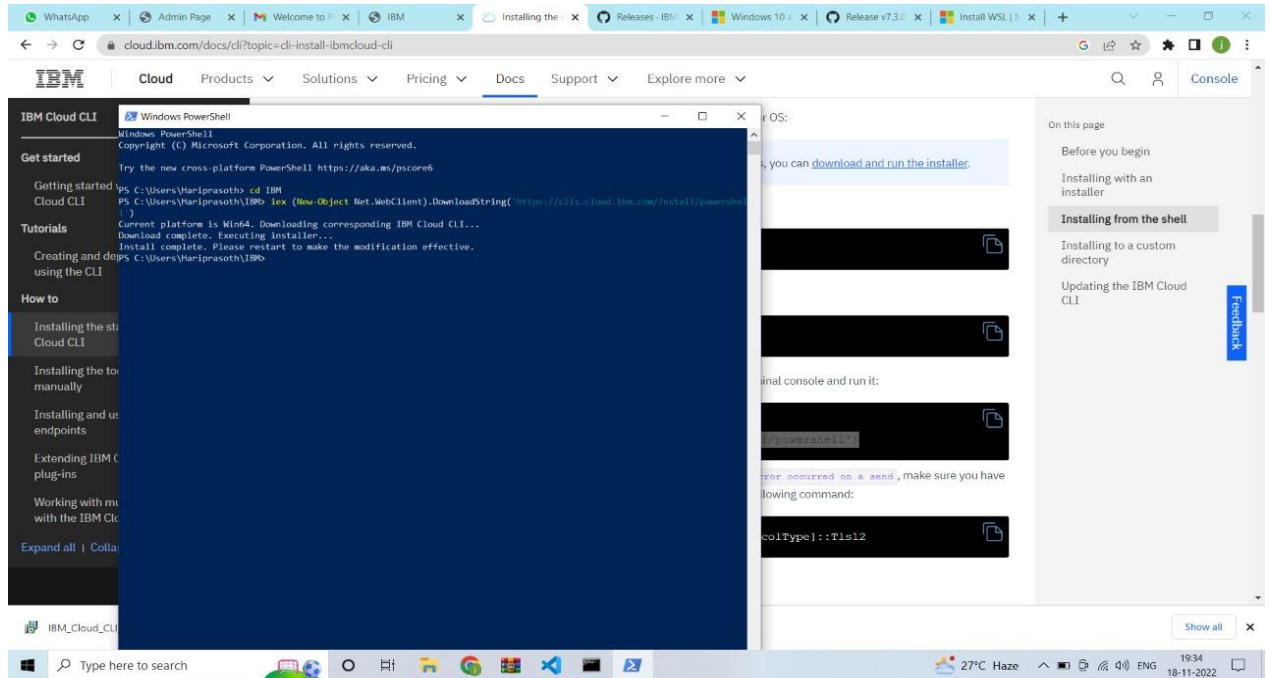 WhatsApp
Admin Page
Welcome to P
IBM
Installing the s
Releases - IBM
Windows 10 e
Release v7.3.0
Install WSL | M
cloud.ibm.com/docs/cli?topic=cli-install-ibmcloud-cli
IBM Cloud Products Solutions Pricing Docs Support Explore more Console
IBM Cloud CLI
Get started
Getting started
Cloud CLI
Tutorials
Creating and de
using the CLI
How to
Installing the sta
Cloud CLI
Installing the too
manually
Installing and us
endpoints
Extending IBM C
plug-ins
Working with mu
with the IBM Clo
Expand all | Colla
Windows PowerShell
Windows PowerShell
Copyright (C) Microsoft Corporation. All rights reserved.
Try the new cross-platform PowerShell https://aka.ms/pscore6
PS C:\Users\Hariprasoth> cd IBM
PS C:\Users\Hariprasoth\IBM> iex (New-Object Net.WebClient).DownloadString('https://clis.cloud.ibm.com/install/powershel
l')
Current platform is Win64. Downloading corresponding IBM Cloud CLI...
Download complete. Executing installer...
Install complete. Please restart to make the modification effective.
PS C:\Users\Hariprasoth\IBM>
r OS:
s, you can download and run the installer.
inal console and run it:
l/powershell')
rror occurred on a send, make sure you have
llowing command:
colType]::Tls12
On this page
Before you begin
Installing with an
installer
Installing from the shell
Installing to a custom
directory
Updating the IBM Cloud
CLI
Feedback
IBM_Cloud_CLI
Show all
Type here to search
27°C Haze
ENG
19:34
18-11-2022